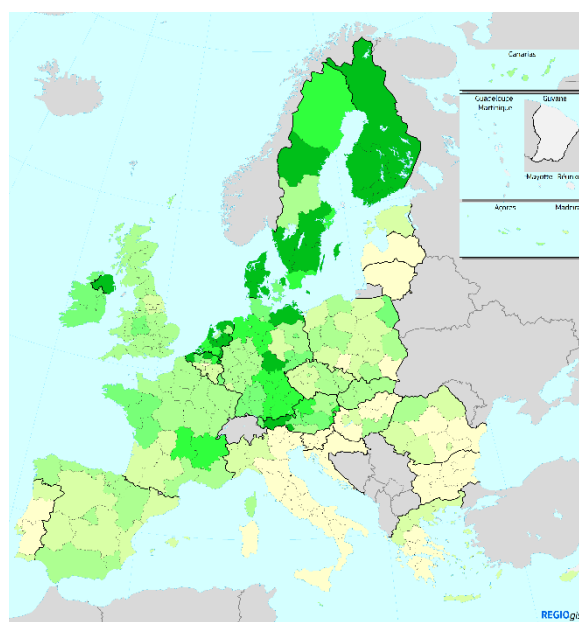 Canarias
Guadeloupe
Martinique
Guyane
Mayotte
Réunion
Açores
Madeira
REGIOgis